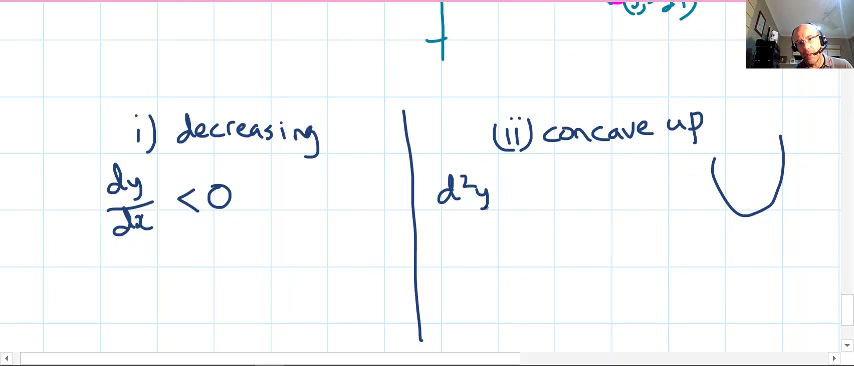 i) decreasing
dy/dx < 0
(ii) concave up
d²y